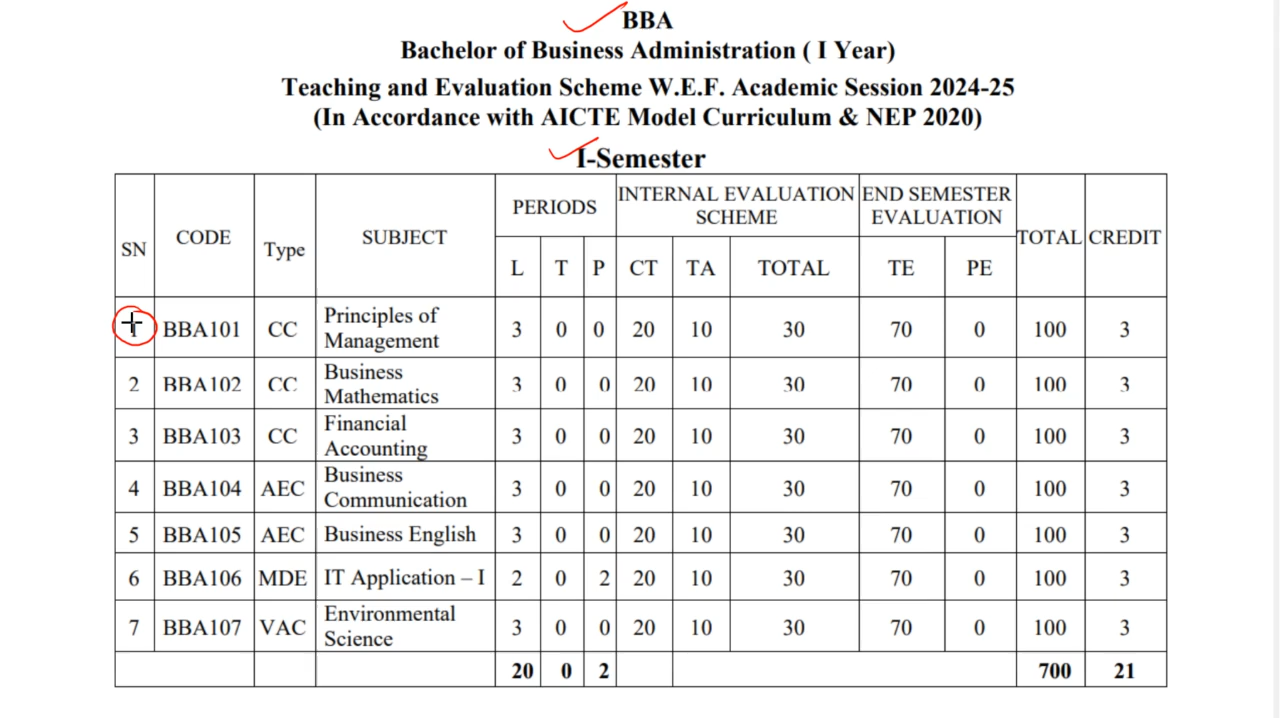 BBA
Bachelor of Business Administration ( I Year)
Teaching and Evaluation Scheme W.E.F. Academic Session 2024-25
(In Accordance with AICTE Model Curriculum & NEP 2020)
I-Semester
SN CODE Type SUBJECT PERIODS INTERNAL EVALUATION SCHEME END SEMESTER EVALUATION TOTAL CREDIT
L T P CT TA TOTAL TE PE
1 BBA101 CC Principles of Management 3 0 0 20 10 30 70 0 100 3
2 BBA102 CC Business Mathematics 3 0 0 20 10 30 70 0 100 3
3 BBA103 CC Financial Accounting 3 0 0 20 10 30 70 0 100 3
4 BBA104 AEC Business Communication 3 0 0 20 10 30 70 0 100 3
5 BBA105 AEC Business English 3 0 0 20 10 30 70 0 100 3
6 BBA106 MDE IT Application – I 2 0 2 20 10 30 70 0 100 3
7 BBA107 VAC Environmental Science 3 0 0 20 10 30 70 0 100 3
20 0 2 700 21